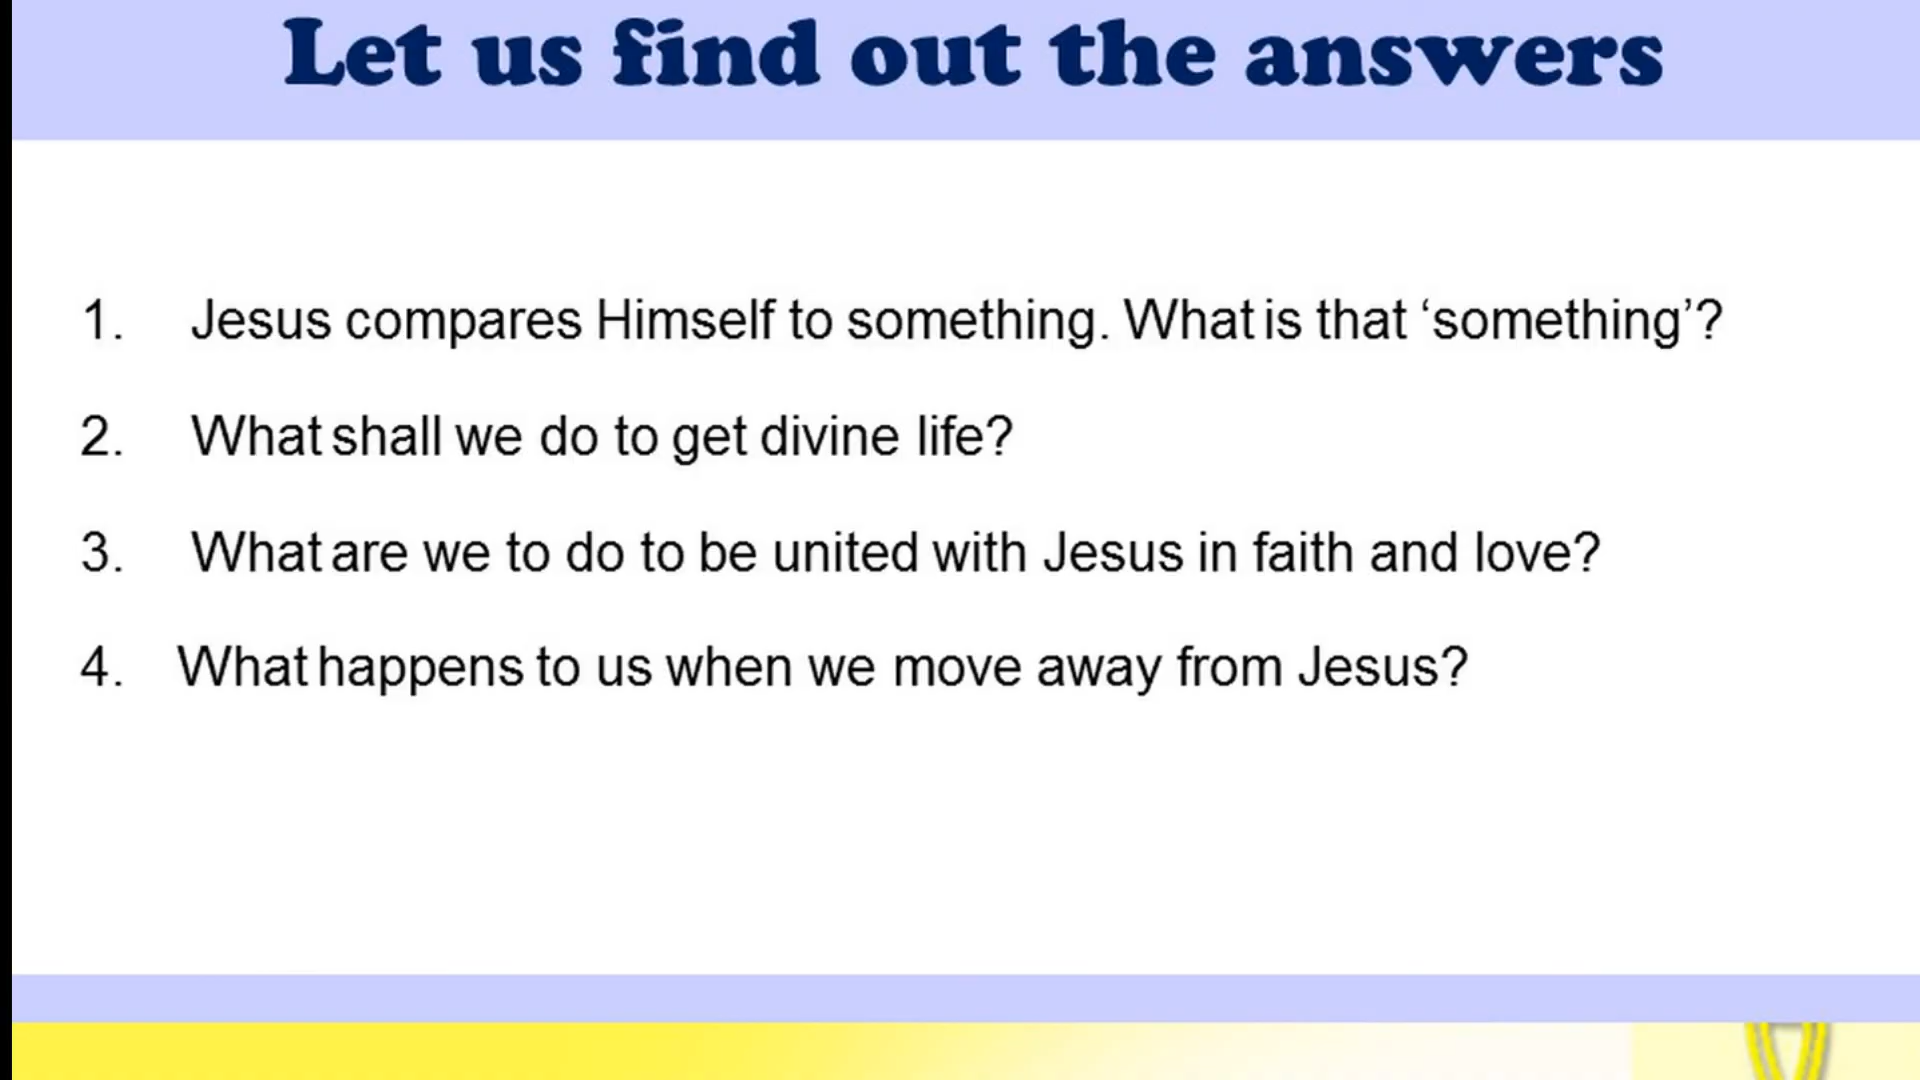 Let us find out the answers
1. Jesus compares Himself to something. What is that ‘something’?
2. What shall we do to get divine life?
3. What are we to do to be united with Jesus in faith and love?
4. What happens to us when we move away from Jesus?